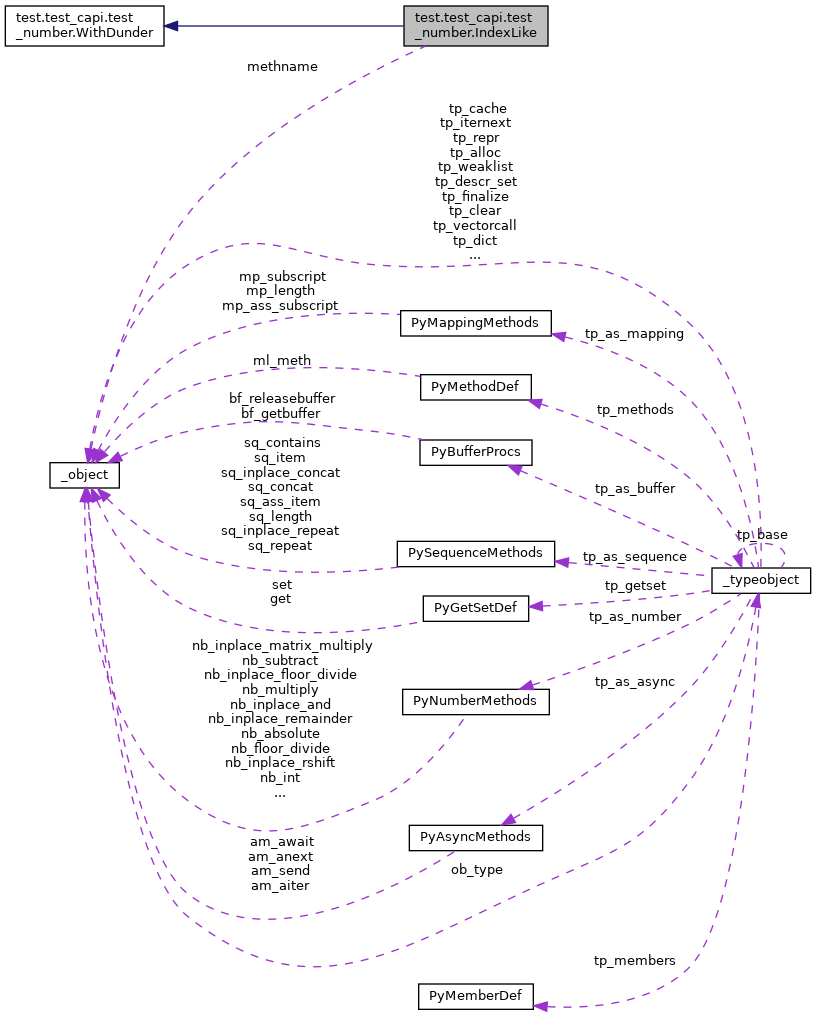 test.test_capi.test
_number.WithDunder
test.test_capi.test
_number.IndexLike
methname
tp_cache
tp_iternext
tp_repr
tp_alloc
tp_weaklist
tp_descr_set
tp_finalize
tp_clear
tp_vectorcall
tp_dict
...
mp_subscript
mp_length
mp_ass_subscript
PyMappingMethods
tp_as_mapping
ml_meth
PyMethodDef
tp_methods
bf_releasebuffer
bf_getbuffer
PyBufferProcs
_object
tp_as_buffer
sq_contains
sq_item
sq_inplace_concat
sq_concat
sq_ass_item
sq_length
sq_inplace_repeat
sq_repeat
PySequenceMethods
tp_as_sequence
tp_base
_typeobject
set
get
PyGetSetDef
tp_getset
tp_as_number
nb_inplace_matrix_multiply
nb_subtract
nb_inplace_floor_divide
nb_multiply
nb_inplace_and
nb_inplace_remainder
nb_absolute
nb_floor_divide
nb_inplace_rshift
nb_int
...
PyNumberMethods
tp_as_async
am_await
am_anext
am_send
am_aiter
PyAsyncMethods
ob_type
tp_members
PyMemberDef